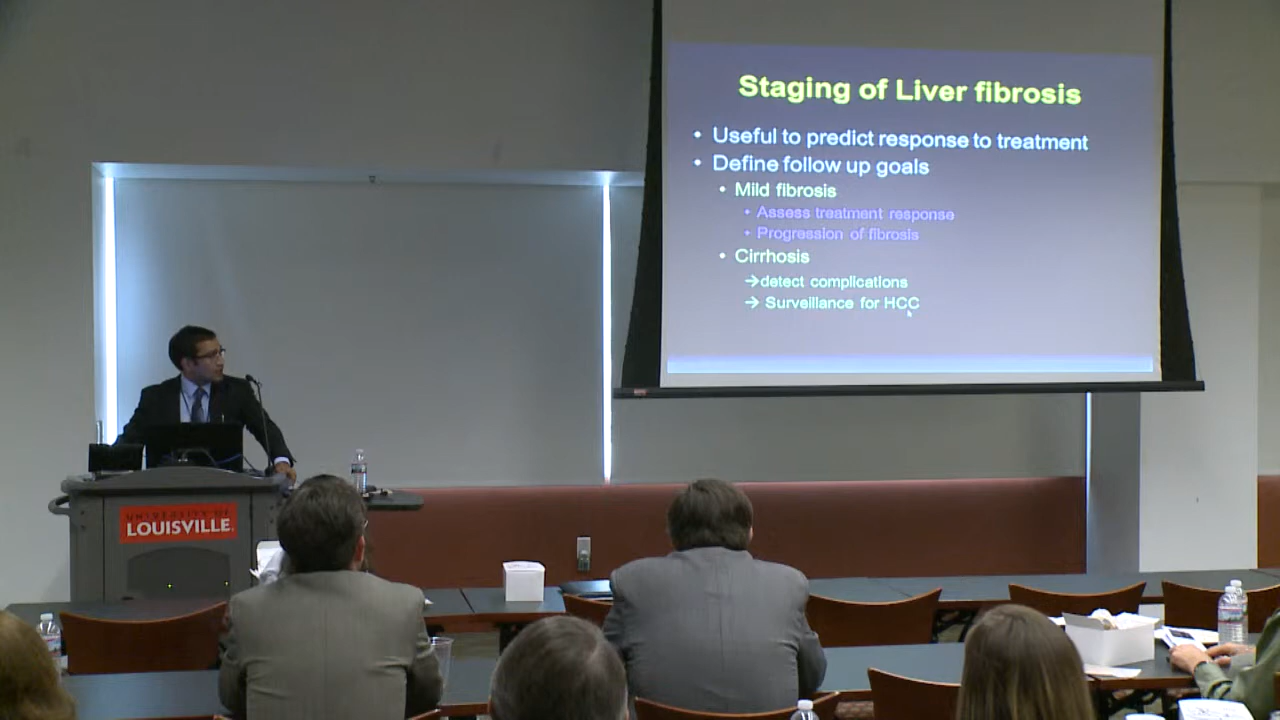 Staging of Liver fibrosis
• Useful to predict response to treatment
• Define follow up goals
• Mild fibrosis
• Assess treatment response
• Progression of fibrosis
• Cirrhosis
→detect complications
→ Surveillance for HCC
UNIVERSITY OF
LOUISVILLE.